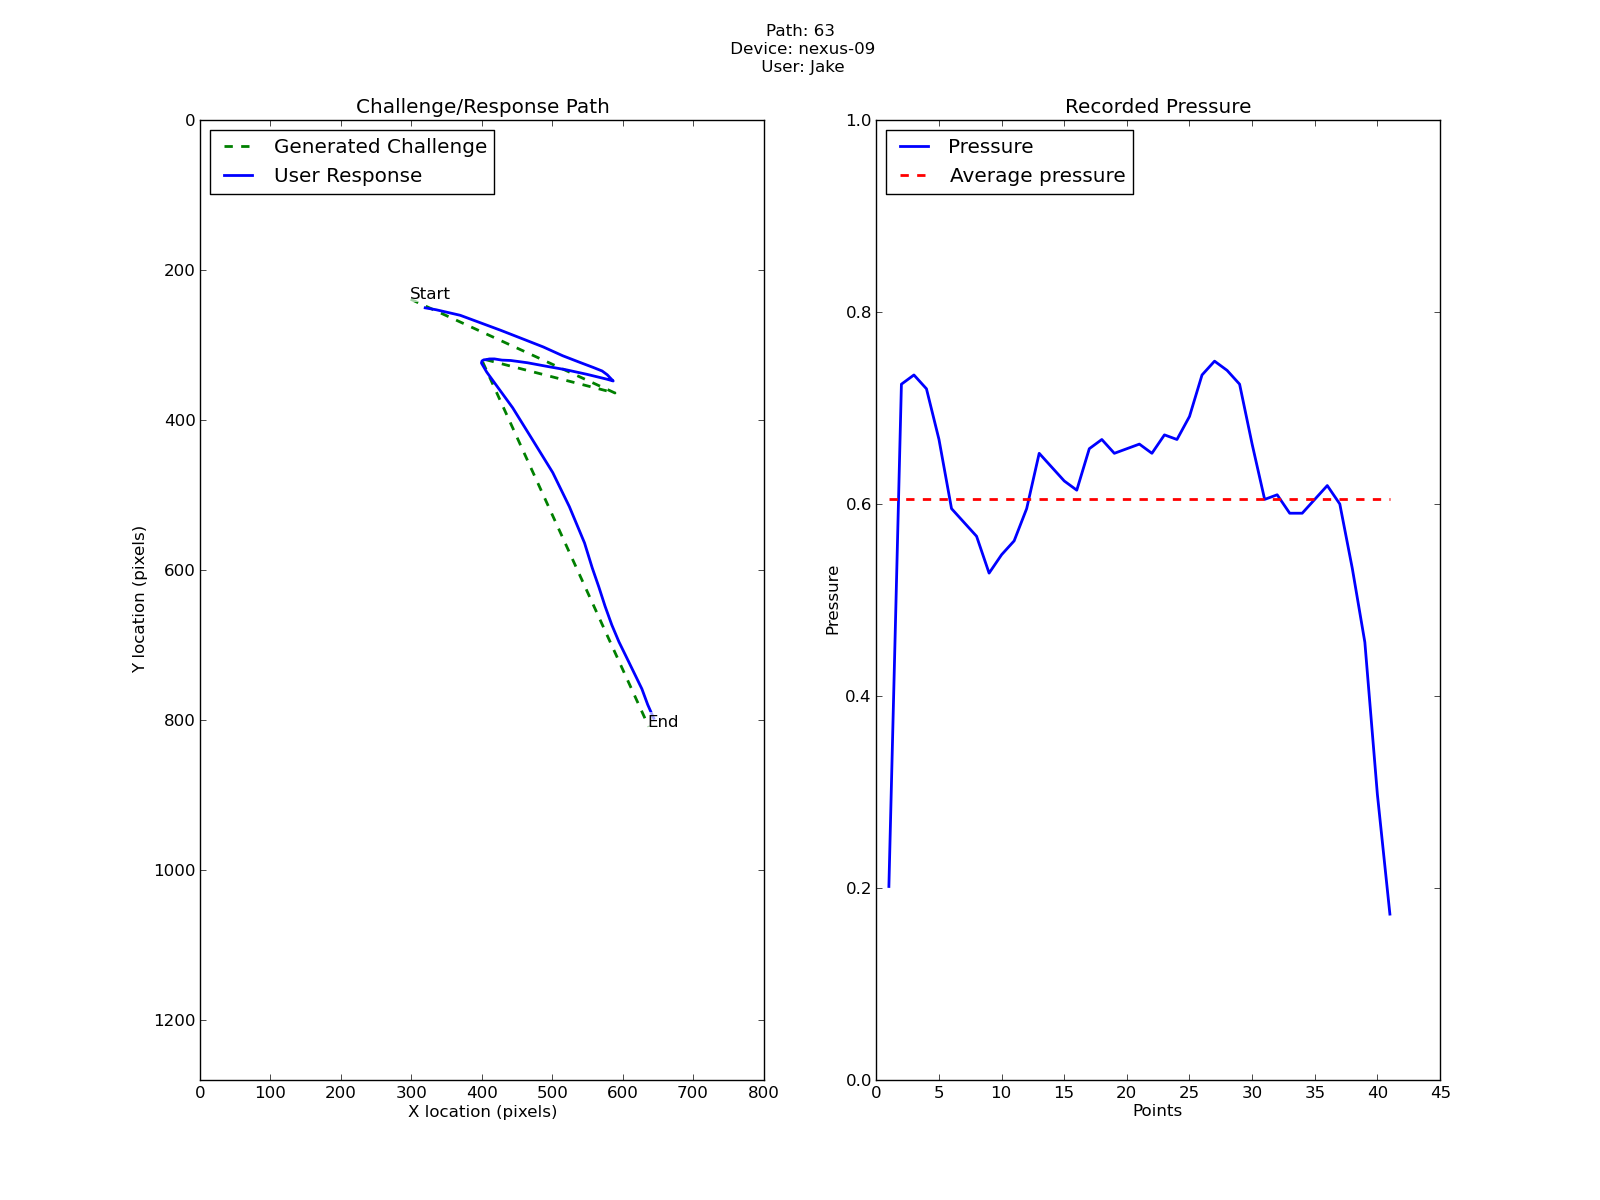 Path: 63
Device: nexus-09
User: Jake
Challenge/Response Path
Generated Challenge
User Response
Start
End
0
200
400
600
800
1000
1200
Y location (pixels)
0 100 200 300 400 500 600 700 800
X location (pixels)
Recorded Pressure
Pressure
Average pressure
1.0
0.8
0.6
0.4
0.2
0.0
Pressure
0 5 10 15 20 25 30 35 40 45
Points